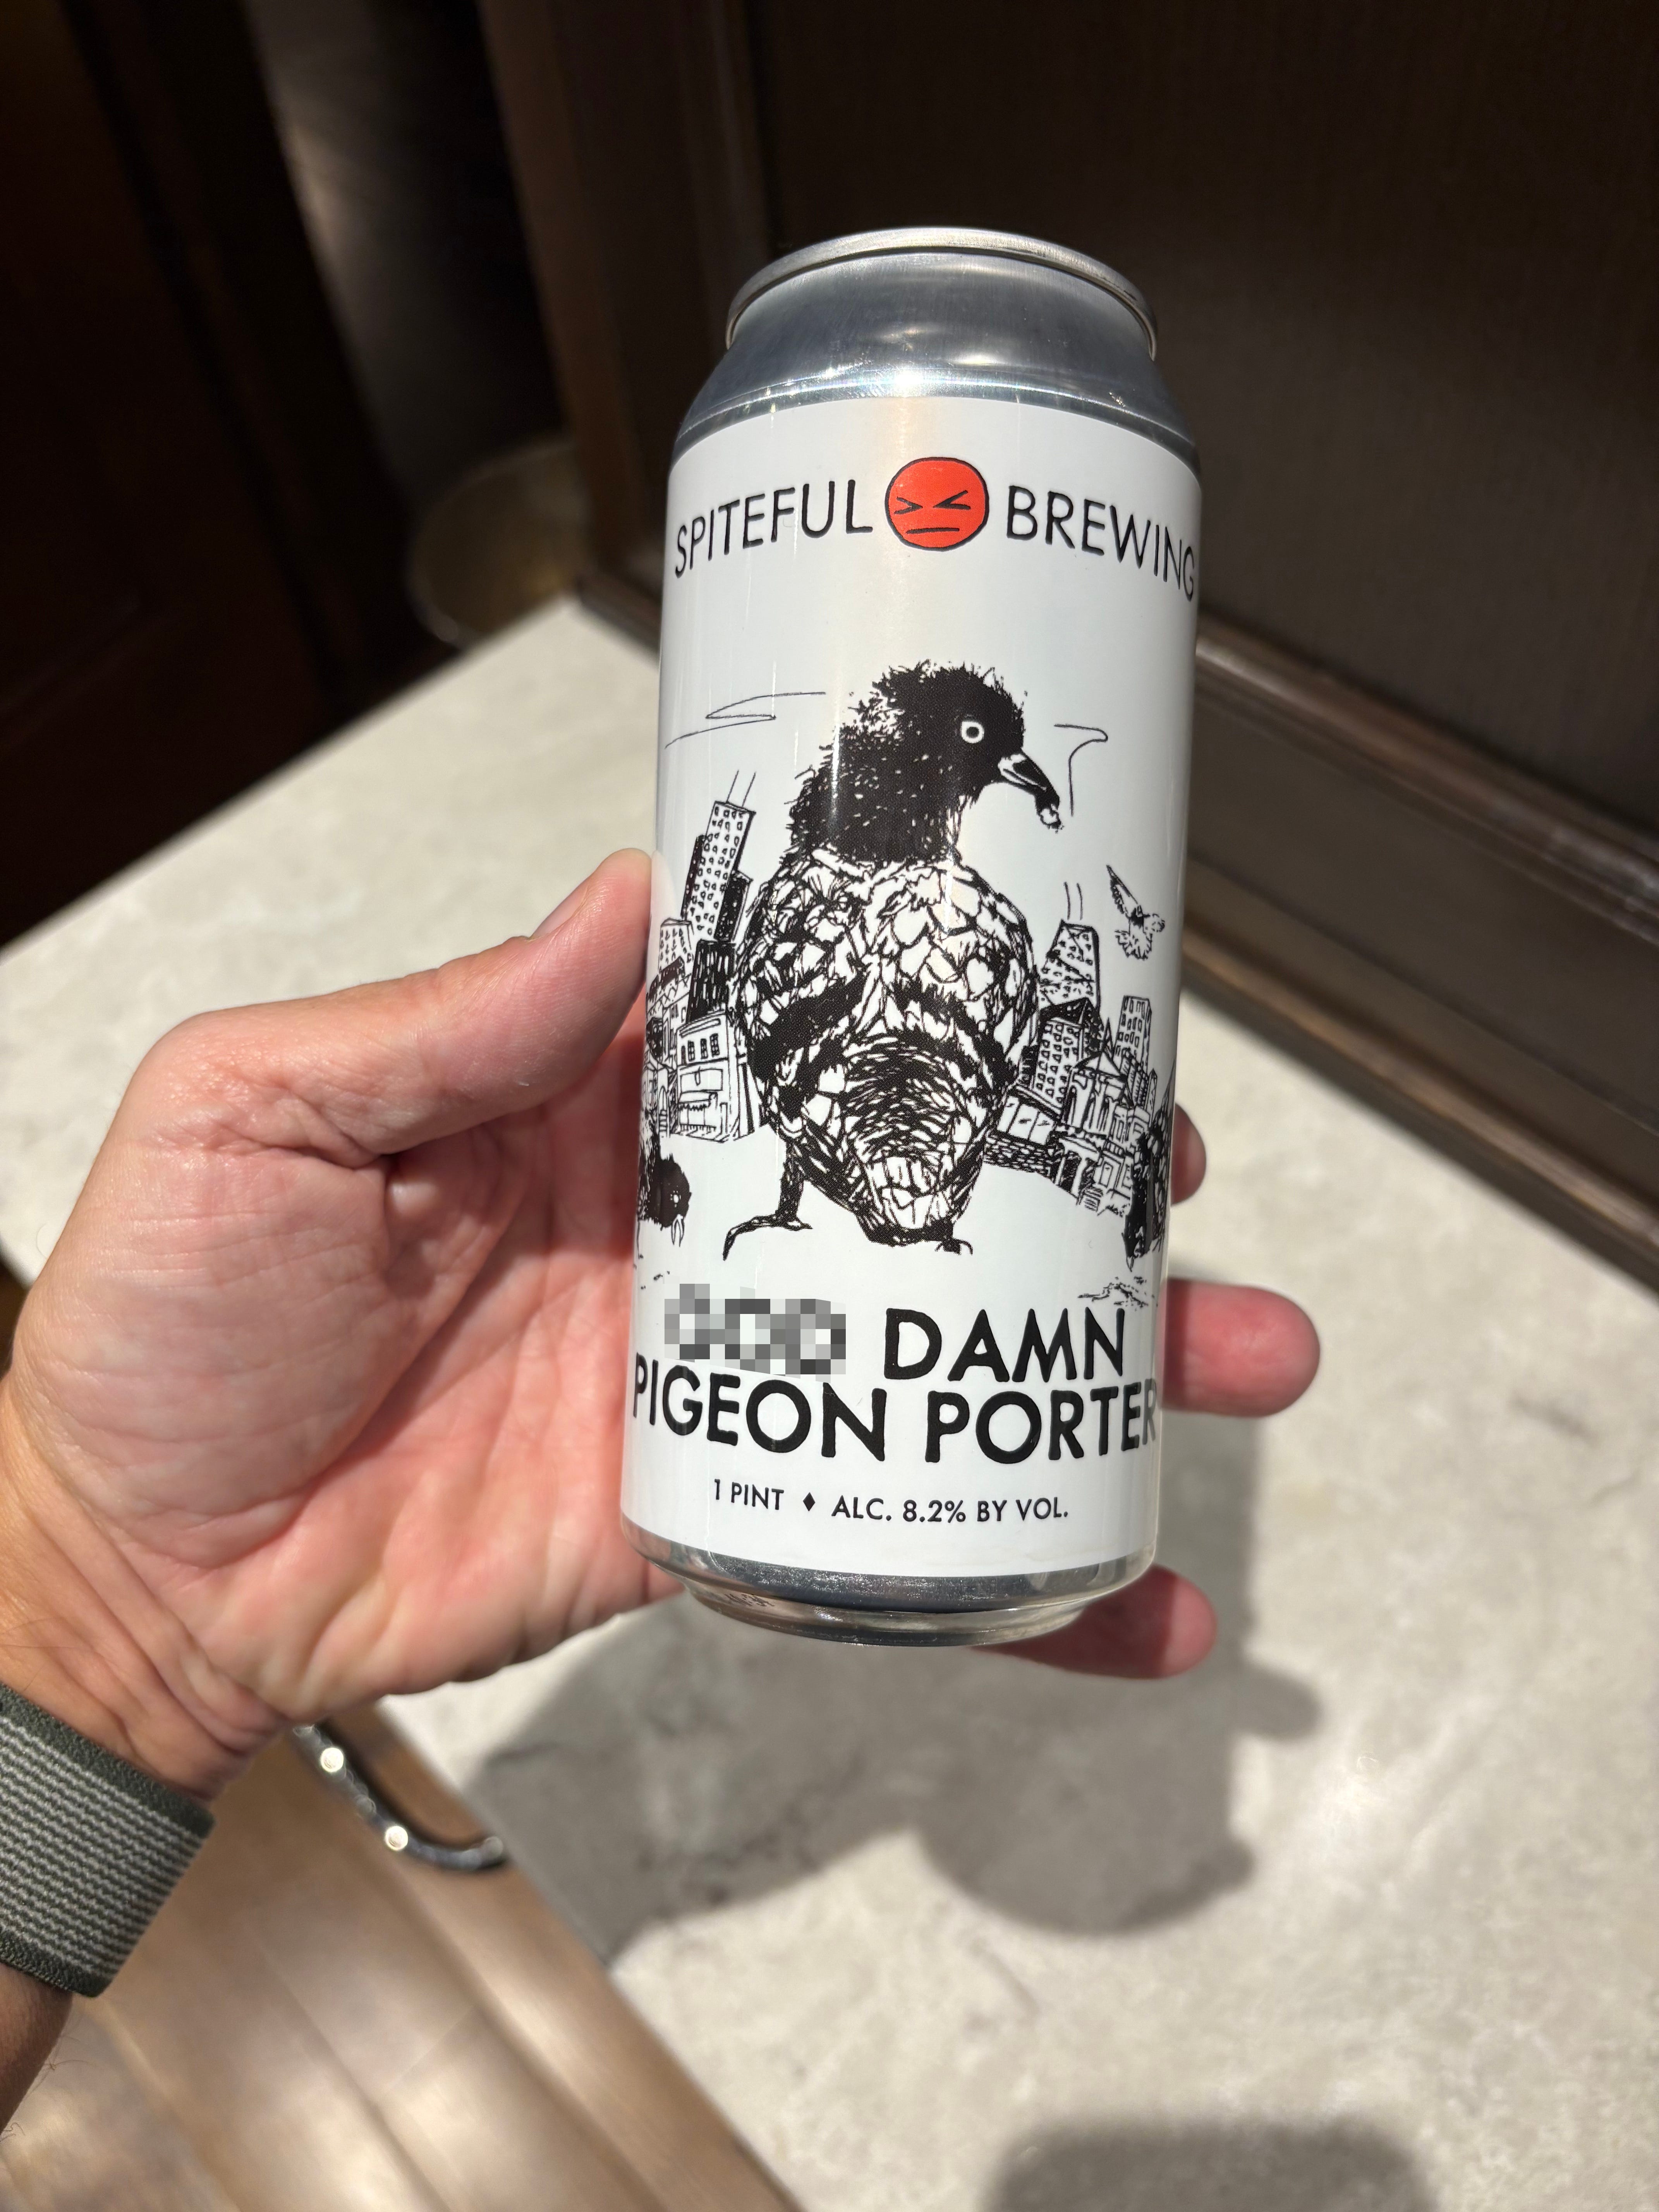 SPITEFUL BREWING
DAMN
PIGEON PORTER
1 PINT ♦ ALC. 8.2% BY VOL.